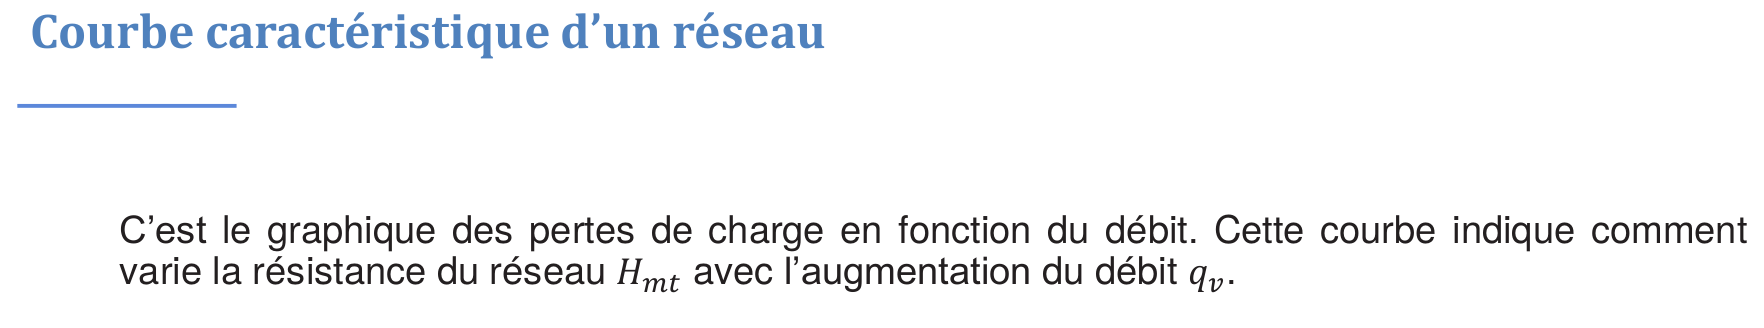 Courbe caractéristique d’un réseau
C’est le graphique des pertes de charge en fonction du débit. Cette courbe indique comment
varie la résistance du réseau $H_{mt}$ avec l’augmentation du débit $q_v$.